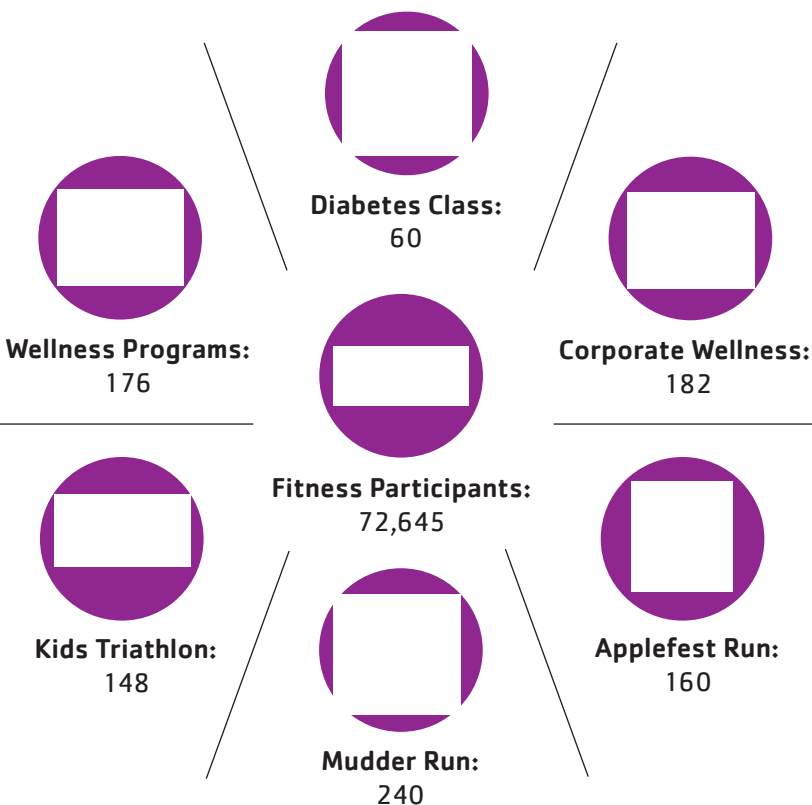 Diabetes Class:
60
Wellness Programs:
176
Corporate Wellness:
182
Fitness Participants:
72,645
Kids Triathlon:
148
Applefest Run:
160
Mudder Run:
240